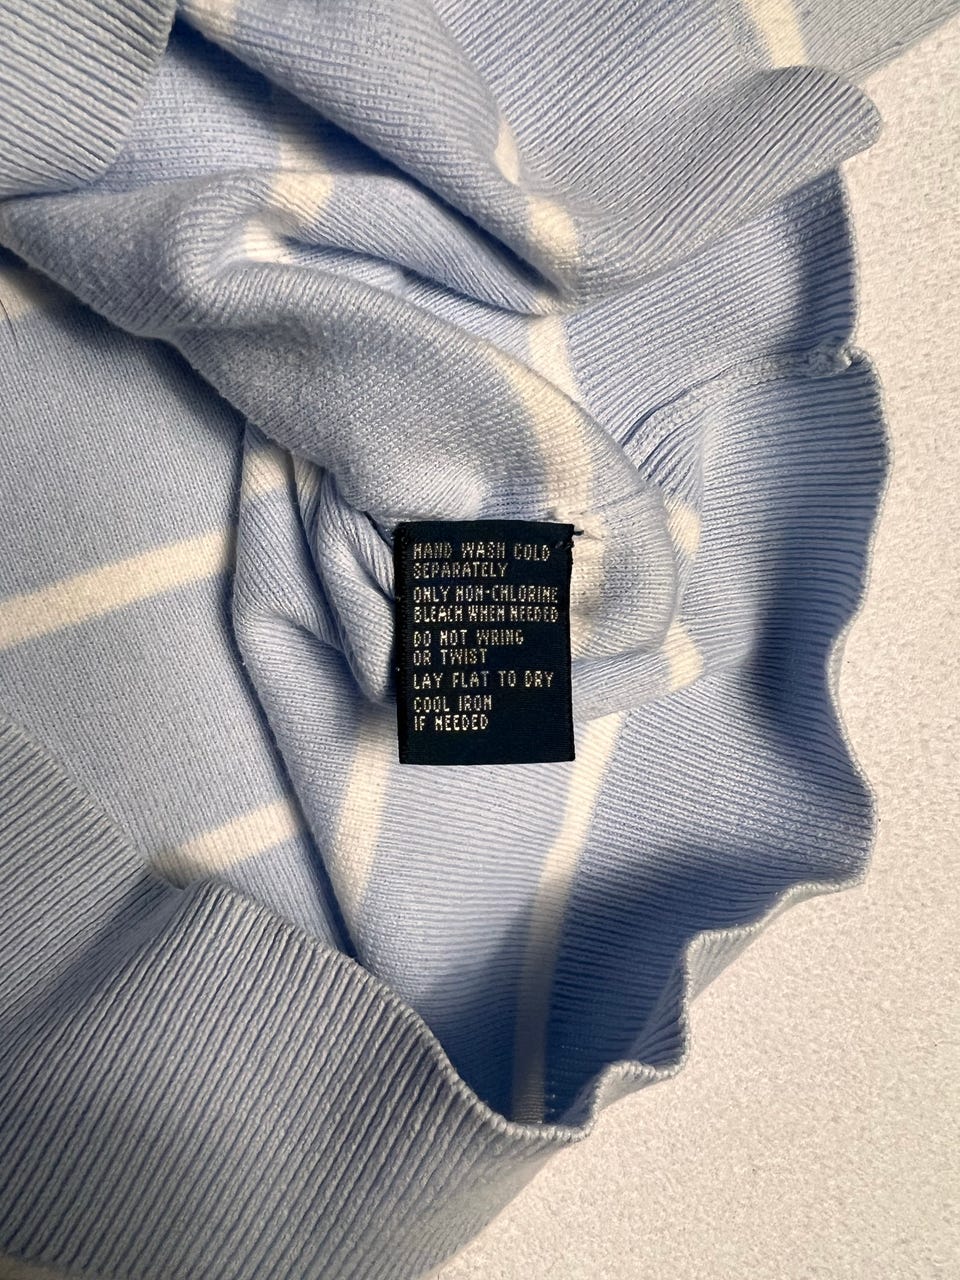 HAND WASH COLD
SEPARATELY
ONLY NON-CHLORINE
BLEACH WHEN NEEDED
DO NOT WRING
OR TWIST
LAY FLAT TO DRY
COOL IRON
IF NEEDED